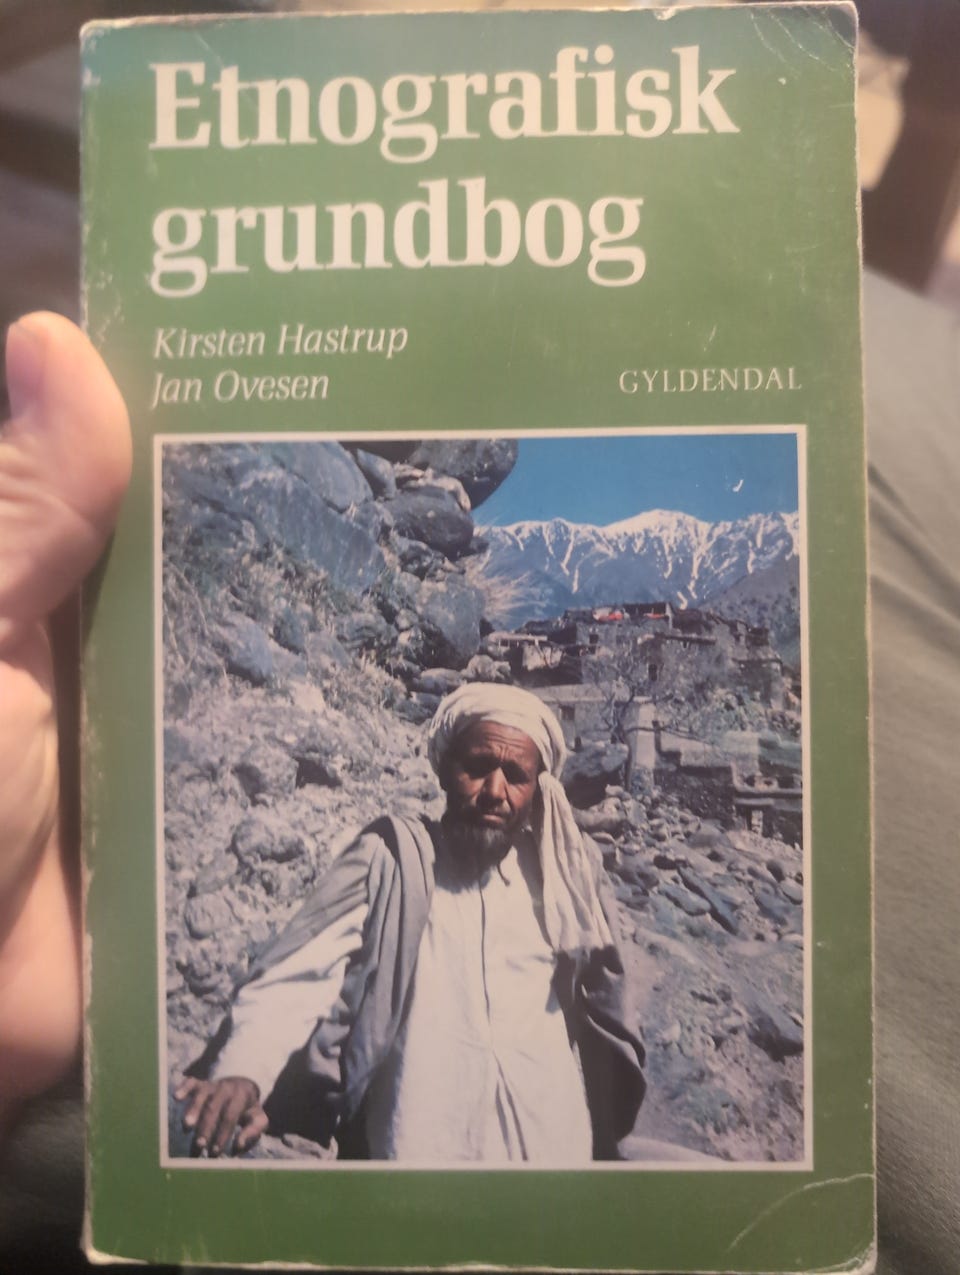 Etnografisk
grundbog
Kirsten Hastrup
Jan Ovesen
GYLDENDAL